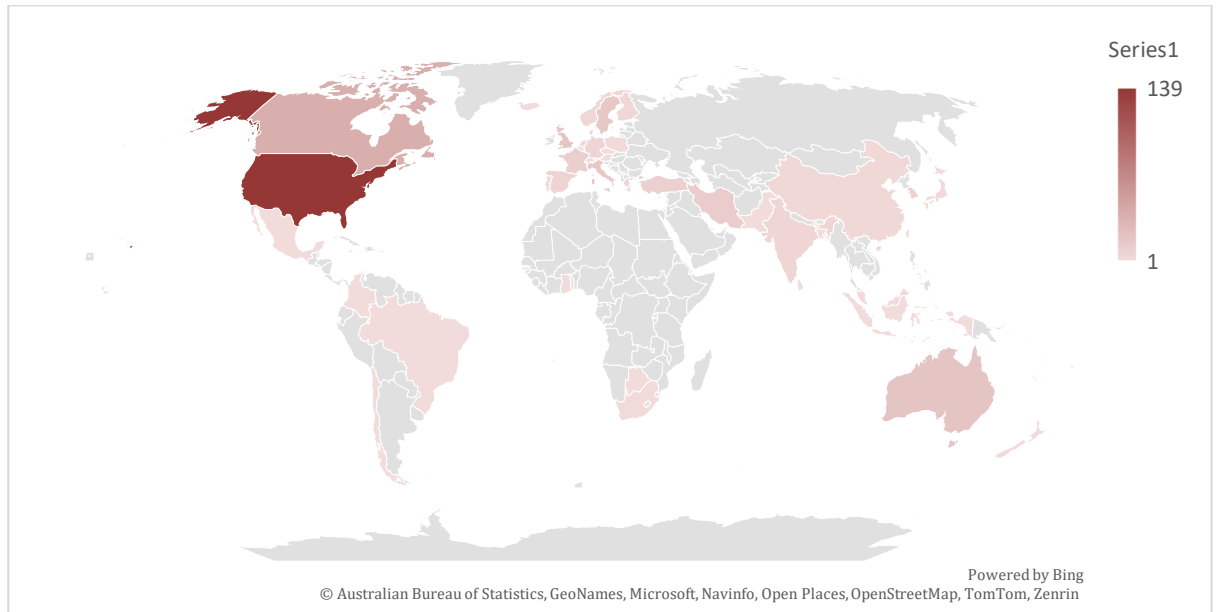 Series1
139
1
Powered by Bing
© Australian Bureau of Statistics, GeoNames, Microsoft, Navinfo, Open Places, OpenStreetMap, TomTom, Zenrin